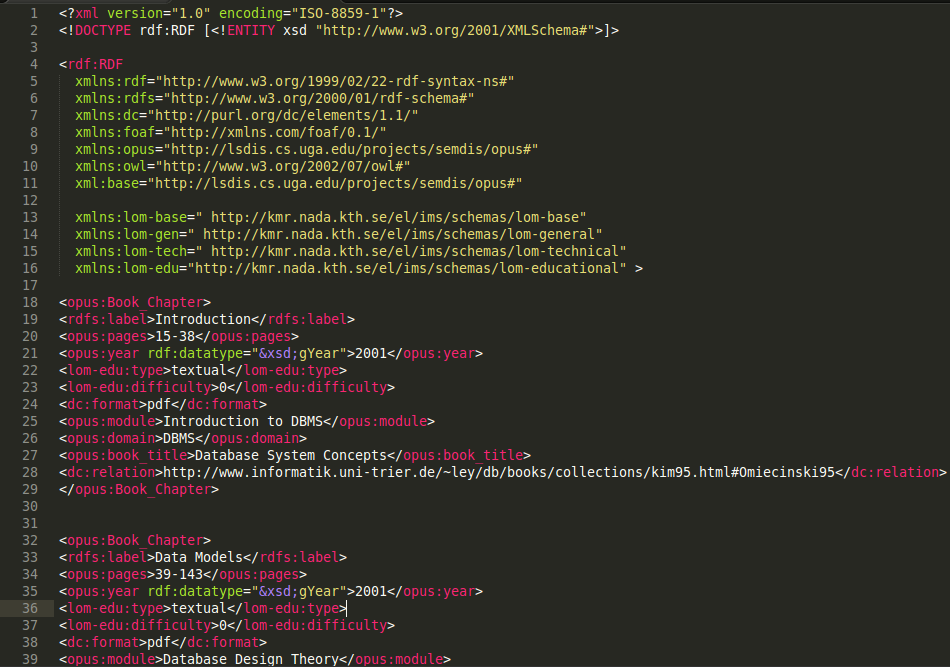 1 <?xml version="1.0" encoding="ISO-8859-1"?>
2 <!DOCTYPE rdf:RDF [<!ENTITY xsd "http://www.w3.org/2001/XMLSchema#">]>
3
4 <rdf:RDF
5 xmlns:rdf="http://www.w3.org/1999/02/22-rdf-syntax-ns#"
6 xmlns:rdfs="http://www.w3.org/2000/01/rdf-schema#"
7 xmlns:dc="http://purl.org/dc/elements/1.1/"
8 xmlns:foaf="http://xmlns.com/foaf/0.1/"
9 xmlns:opus="http://lsdis.cs.uga.edu/projects/semdis/opus#"
10 xmlns:owl="http://www.w3.org/2002/07/owl#"
11 xml:base="http://lsdis.cs.uga.edu/projects/semdis/opus#"
12
13 xmlns:lom-base=" http://kmr.nada.kth.se/el/ims/schemas/lom-base"
14 xmlns:lom-gen=" http://kmr.nada.kth.se/el/ims/schemas/lom-general"
15 xmlns:lom-tech=" http://kmr.nada.kth.se/el/ims/schemas/lom-technical"
16 xmlns:lom-edu="http://kmr.nada.kth.se/el/ims/schemas/lom-educational" >
17
18 <opus:Book_Chapter>
19 <rdfs:label>Introduction</rdfs:label>
20 <opus:pages>15-38</opus:pages>
21 <opus:year rdf:datatype="&xsd;gYear">2001</opus:year>
22 <lom-edu:type>textual</lom-edu:type>
23 <lom-edu:difficulty>0</lom-edu:difficulty>
24 <dc:format>pdf</dc:format>
25 <opus:module>Introduction to DBMS</opus:module>
26 <opus:domain>DBMS</opus:domain>
27 <opus:book_title>Database System Concepts</opus:book_title>
28 <dc:relation>http://www.informatik.uni-trier.de/~ley/db/books/collections/kim95.html#Omiecinski95</dc:relation>
29 </opus:Book_Chapter>
30
31
32 <opus:Book_Chapter>
33 <rdfs:label>Data Models</rdfs:label>
34 <opus:pages>39-143</opus:pages>
35 <opus:year rdf:datatype="&xsd;gYear">2001</opus:year>
36 <lom-edu:type>textual</lom-edu:type>
37 <lom-edu:difficulty>0</lom-edu:difficulty>
38 <dc:format>pdf</dc:format>
39 <opus:module>Database Design Theory</opus:module>